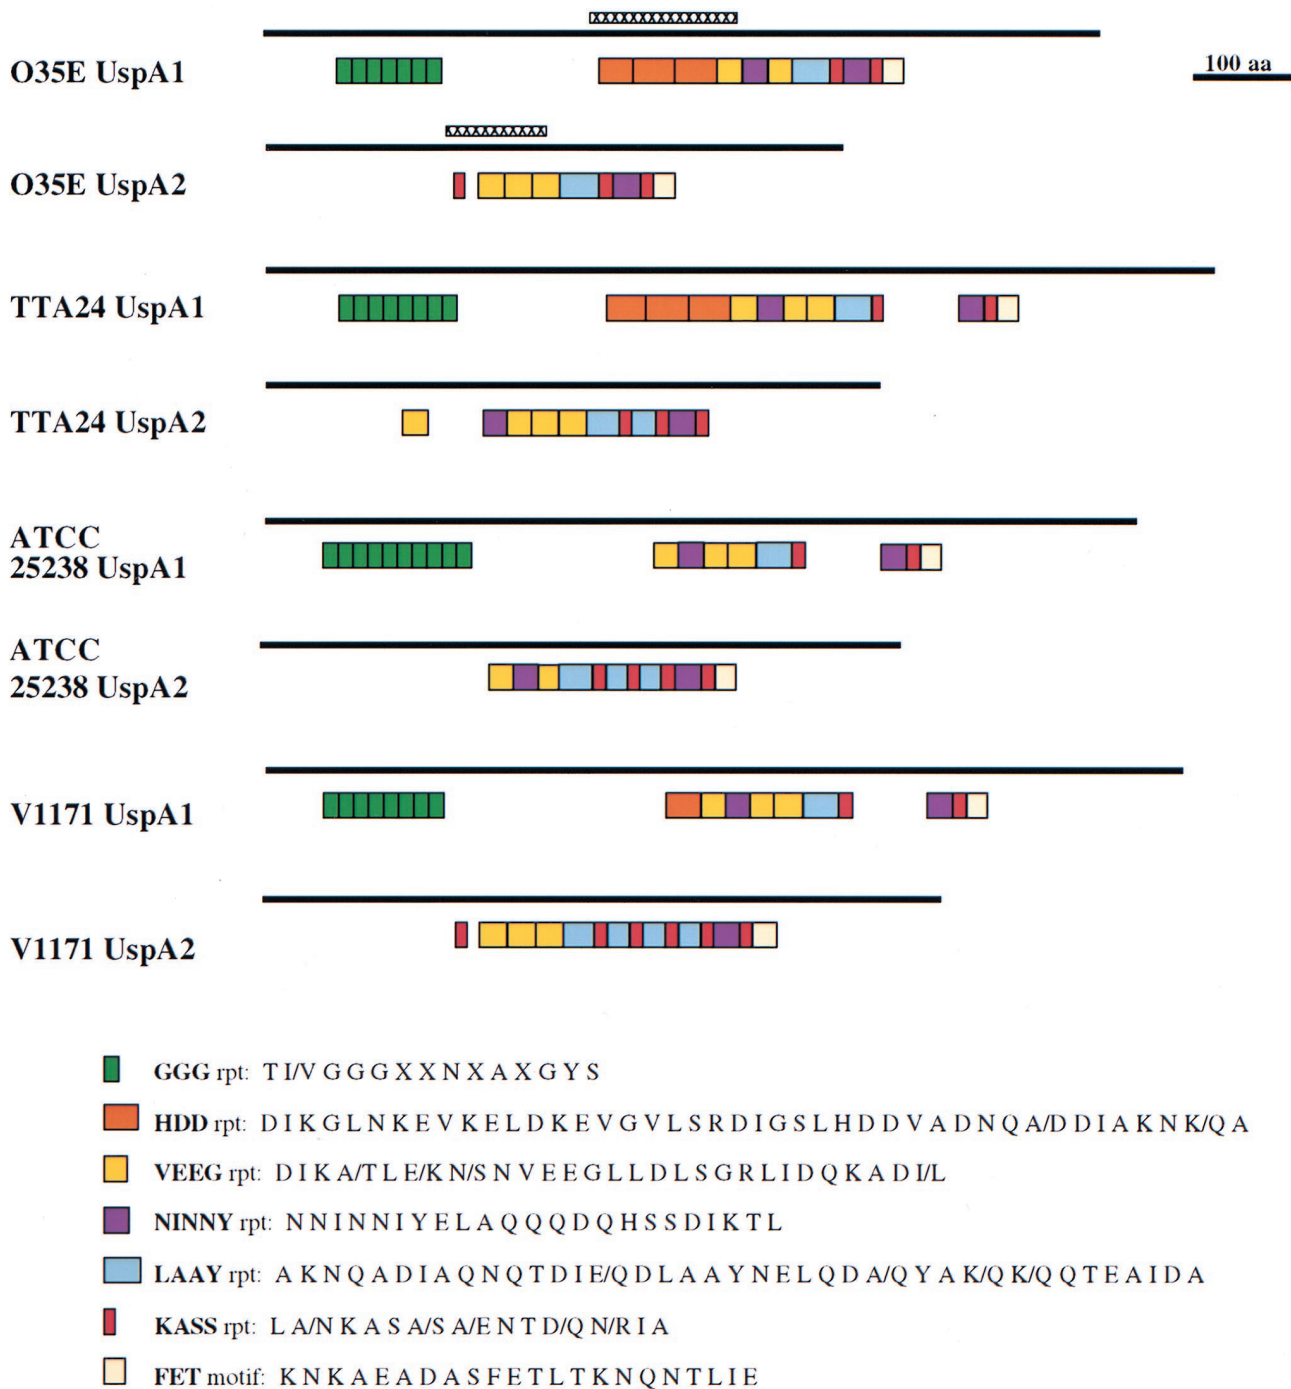 O35E UspA1
100 aa
O35E UspA2
TTA24 UspA1
TTA24 UspA2
ATCC
25238 UspA1
ATCC
25238 UspA2
V1171 UspA1
V1171 UspA2
GGG rpt: T I/V G G G X X N X A X G Y S
HDD rpt: D I K G L N K E V K E L D K E V G V L S R D I G S L H D D V A D N Q A/D D I A K N K/Q A
VEEG rpt: D I K A/T L E/K N/S N V E E G L L D L S G R L I D Q K A D I/L
NINNY rpt: N N I N N I Y E L A Q Q Q D Q H S S D I K T L
LAAY rpt: A K N Q A D I A Q N Q T D I E/Q D L A A Y N E L Q D A/Q Y A K/Q K/Q Q T E A I D A
KASS rpt: L A/N K A S A/S A/E N T D/Q N/R I A
FET motif: K N K A E A D A S F E T L T K N Q N T L I E